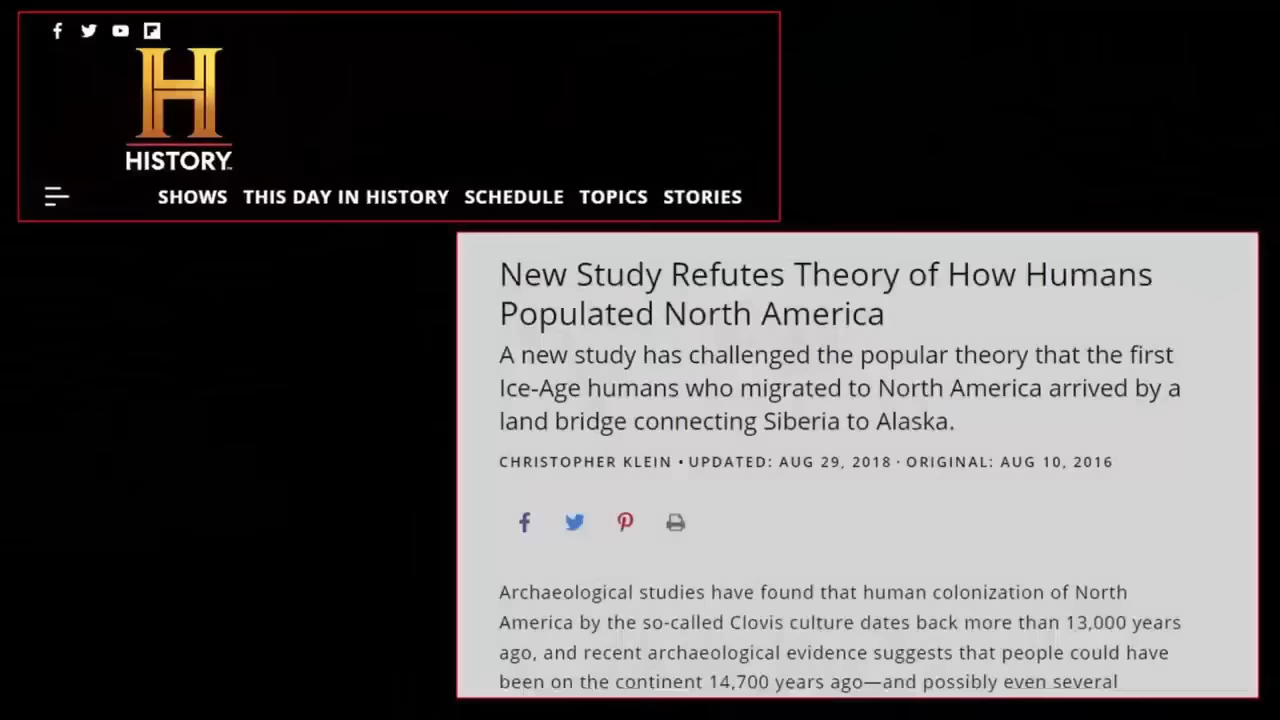 HISTORY
SHOWS THIS DAY IN HISTORY SCHEDULE TOPICS STORIES
New Study Refutes Theory of How Humans
Populated North America
A new study has challenged the popular theory that the first
Ice-Age humans who migrated to North America arrived by a
land bridge connecting Siberia to Alaska.
CHRISTOPHER KLEIN • UPDATED: AUG 29, 2018 · ORIGINAL: AUG 10, 2016
Archaeological studies have found that human colonization of North
America by the so-called Clovis culture dates back more than 13,000 years
ago, and recent archaeological evidence suggests that people could have
been on the continent 14,700 years ago—and possibly even several